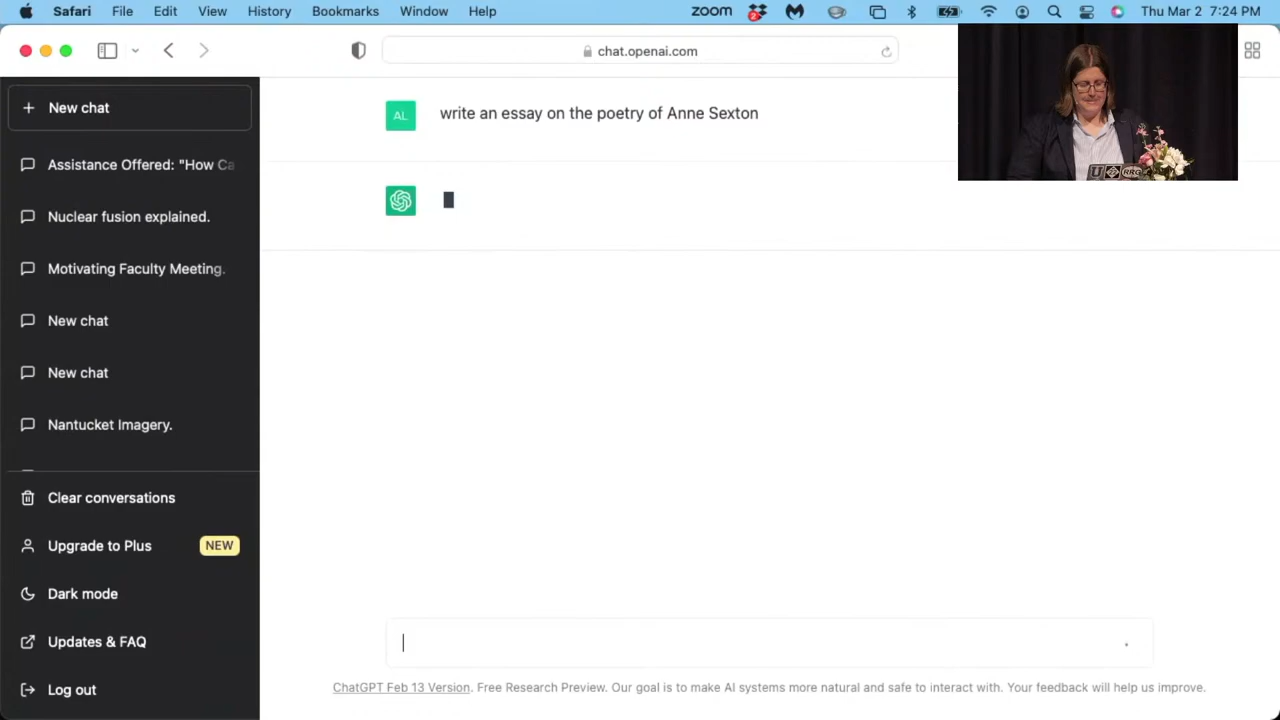 Safari File Edit View History Bookmarks Window Help zoom 2 Thu Mar 2 7:24 PM
chat.openai.com
New chat
AL write an essay on the poetry of Anne Sexton
Assistance Offered: "How Ca
Nuclear fusion explained.
Motivating Faculty Meeting.
New chat
New chat
Nantucket Imagery.
Clear conversations
Upgrade to Plus NEW
Dark mode
Updates & FAQ
Log out
ChatGPT Feb 13 Version. Free Research Preview. Our goal is to make AI systems more natural and safe to interact with. Your feedback will help us improve.
U RRG